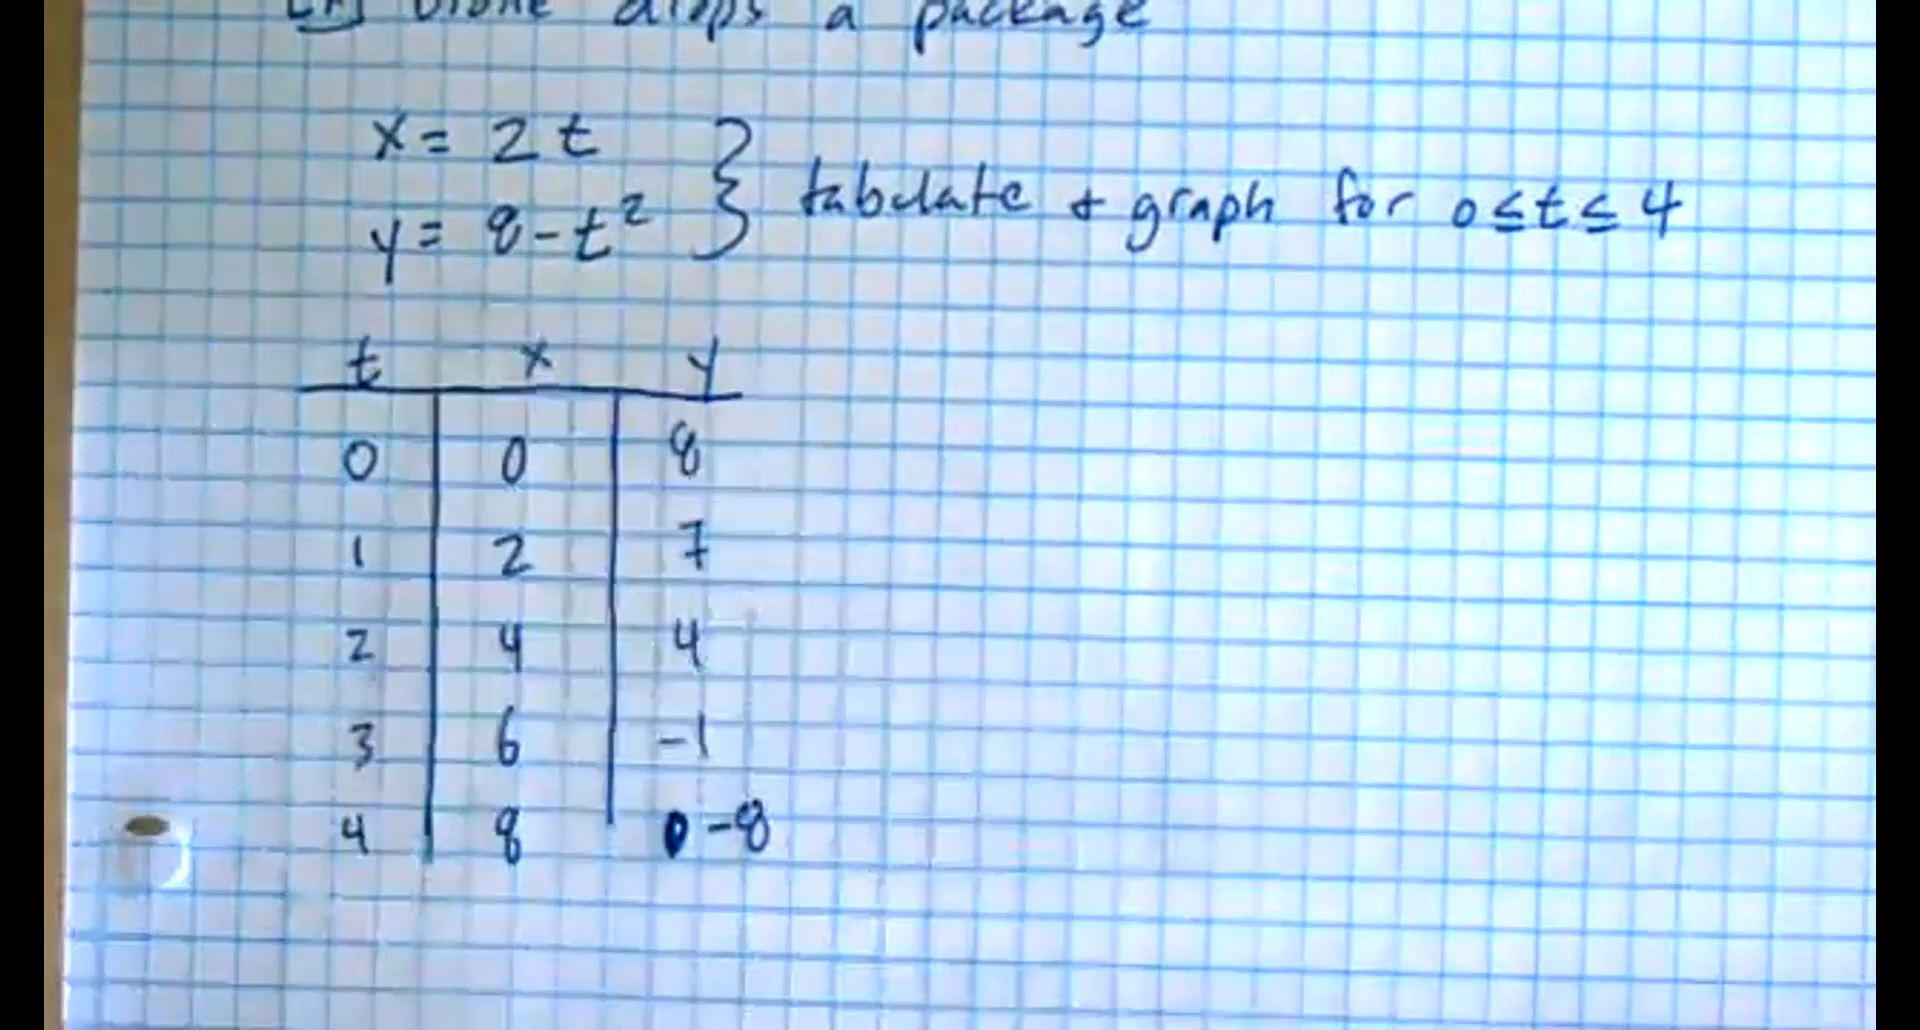 drops a package
x = 2t
y = 8 - t² } tabulate + graph for 0 ≤ t ≤ 4
t x y
0 0 8
1 2 7
2 4 4
3 6 -1
4 8 -8